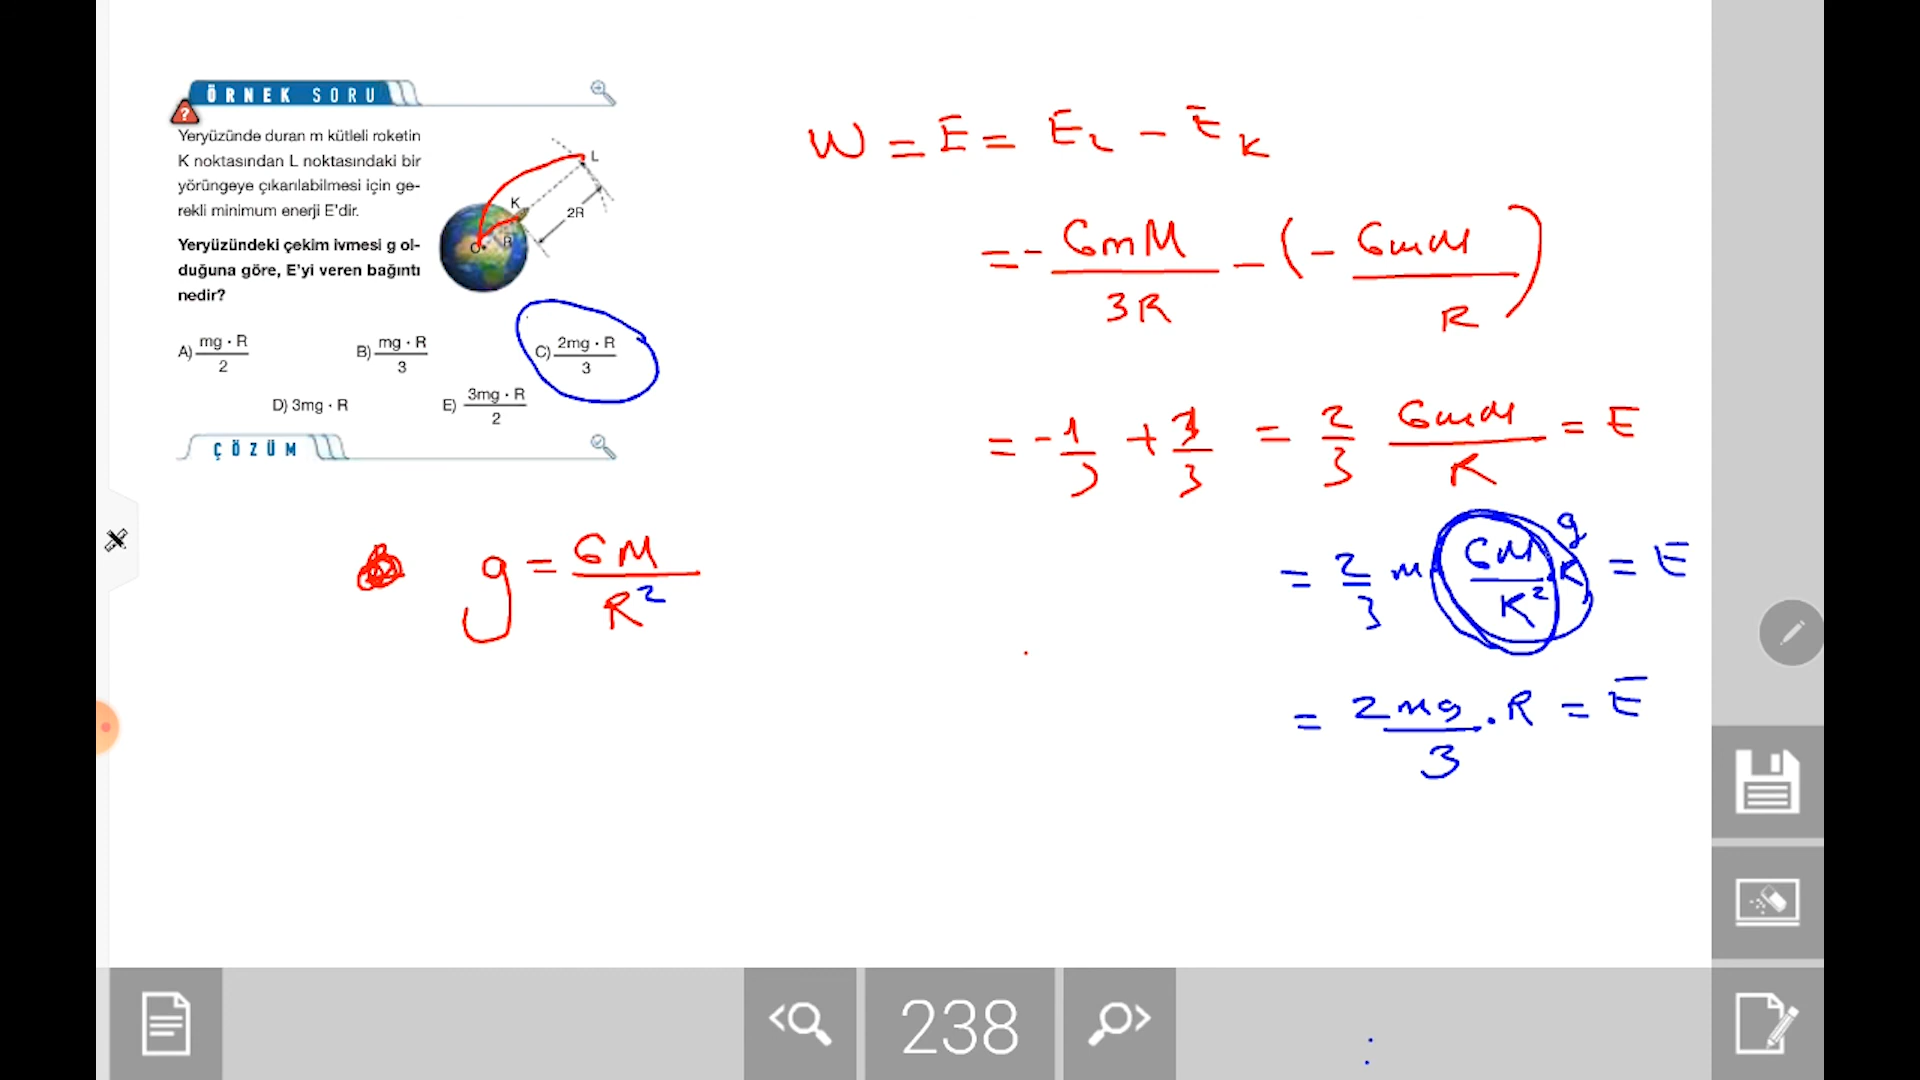 ÖRNEK SORU
?
Yeryüzünde duran m kütleli roketin
K noktasından L noktasındaki bir
yörüngeye çıkarılabilmesi için ge-
rekli minimum enerji E'dir.
Yeryüzündeki çekim ivmesi g ol-
duğuna göre, E'yi veren bağıntı
nedir?
L
K
2R
O
R
A) mg · R / 2
B) mg · R / 3
C) 2mg · R / 3
D) 3mg · R
E) 3mg · R / 2
ÇÖZÜM
g = GM / R²
W = E = E_L - E_K
= - GmM / 3R - (- GmM / R)
= - 1/3 + 3/3 = 2/3 GmM / R = E
= 2/3 m GM / R² · R = E
g
= 2mg / 3 · R = E
238